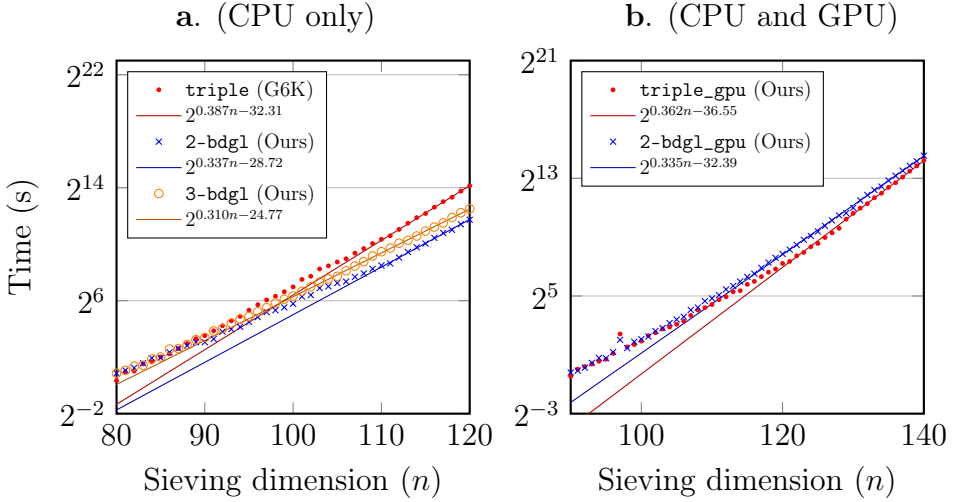 a. (CPU only)
b. (CPU and GPU)
Time (s)
2^22
2^14
2^6
2^−2
triple (G6K)
2^0.387n−32.31
2-bdgl (Ours)
2^0.337n−28.72
3-bdgl (Ours)
2^0.310n−24.77
80 90 100 110 120
Sieving dimension (n)
2^21
2^13
2^5
2^−3
triple_gpu (Ours)
2^0.362n−36.55
2-bdgl_gpu (Ours)
2^0.335n−32.39
100 120 140
Sieving dimension (n)